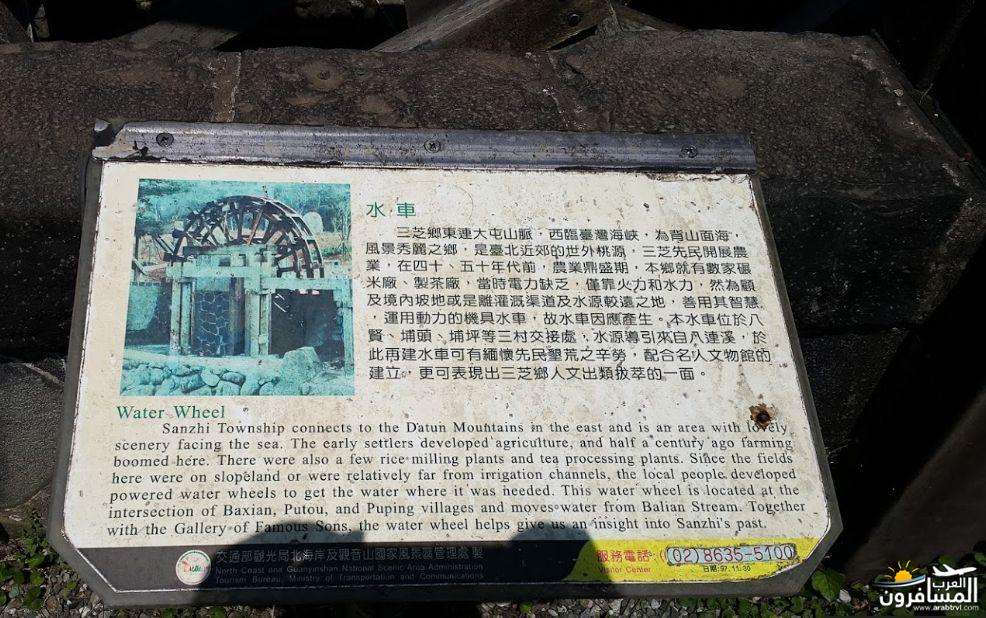 水車
三芝鄉東連大屯山脈，西臨臺灣海峽，為背山面海，
風景秀麗之鄉，是臺北近郊的世外桃源，三芝先民開展農
業，在四十、五十年代前，農業鼎盛期，本鄉就有數家碾
米廠、製茶廠，當時電力缺乏，僅靠火力和水力，然為顧
及境內坡地或是離灌溉渠道及水源較遠之地，善用其智慧
，運用動力的機具水車，故水車因應產生。本水車位於八
賢、埔頭、埔坪等三村交接處，水源導引來自八連溪，於
此再建水車可有緬懷先民墾荒之辛勞，配合名人文物館的
建立，更可表現出三芝鄉人文出類拔萃的一面。
Water Wheel
Sanzhi Township connects to the Datun Mountains in the east and is an area with lovely
scenery facing the sea. The early settlers developed agriculture, and half a century ago farming
boomed here. There were also a few rice milling plants and tea processing plants. Since the fields
here were on slopeland or were relatively far from irrigation channels, the local people developed
powered water wheels to get the water where it was needed. This water wheel is located at the
intersection of Baxian, Putou, and Puping villages and moves water from Balian Stream. Together
with the Gallery of Famous Sons, the water wheel helps give us an insight into Sanzhi's past.
交通部觀光局北海岸及觀音山國家風景區管理處 製
North Coast and Guanyinshan National Scenic Area Administration
Tourism Bureau, Ministry of Transportation and Communications
服務電話：(02)8635-5100
Visitor Center
日期:97.11.30
العرب
المسافرون
www.arabtrvl.com